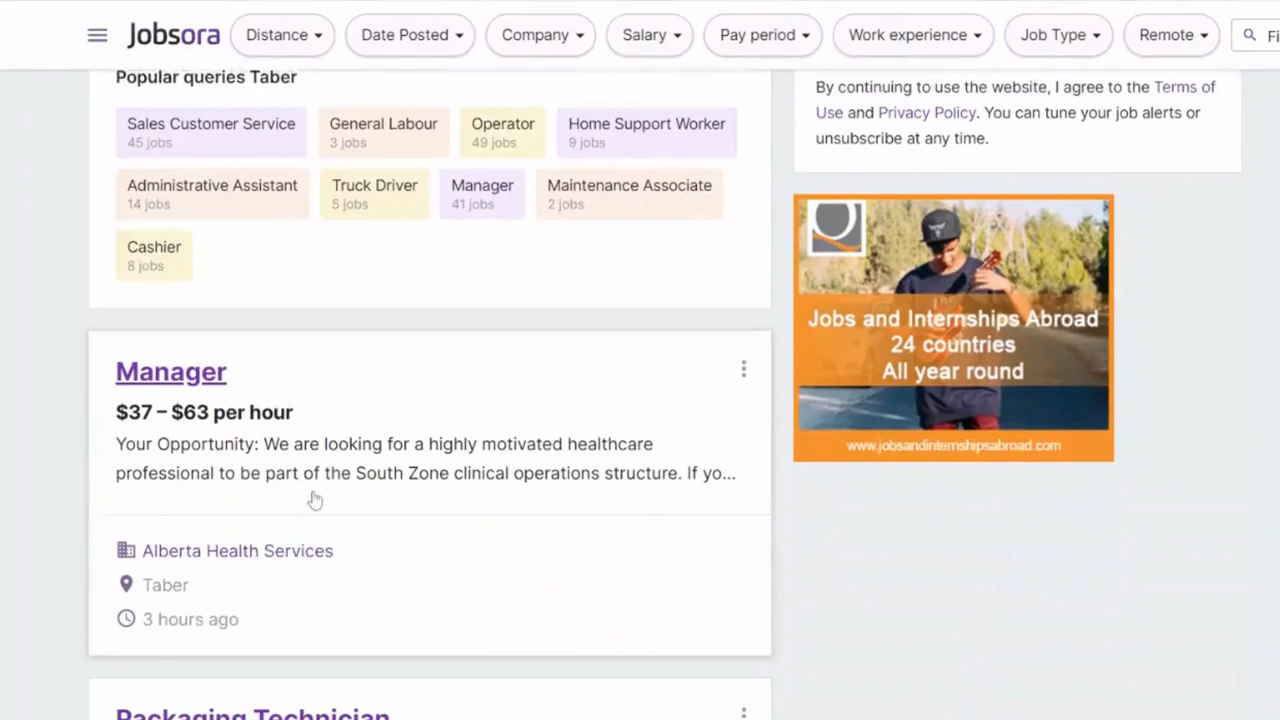 Jobsora
Distance
Date Posted
Company
Salary
Pay period
Work experience
Job Type
Remote
Fi
Popular queries Taber
Sales Customer Service
45 jobs
General Labour
3 jobs
Operator
49 jobs
Home Support Worker
9 jobs
Administrative Assistant
14 jobs
Truck Driver
5 jobs
Manager
41 jobs
Maintenance Associate
2 jobs
Cashier
8 jobs
Manager
$37 – $63 per hour
Your Opportunity: We are looking for a highly motivated healthcare
professional to be part of the South Zone clinical operations structure. If yo...
Alberta Health Services
Taber
3 hours ago
Packaging Technician
By continuing to use the website, I agree to the Terms of
Use and Privacy Policy. You can tune your job alerts or
unsubscribe at any time.
Jobs and Internships Abroad
24 countries
All year round
www.jobsandinternshipsabroad.com